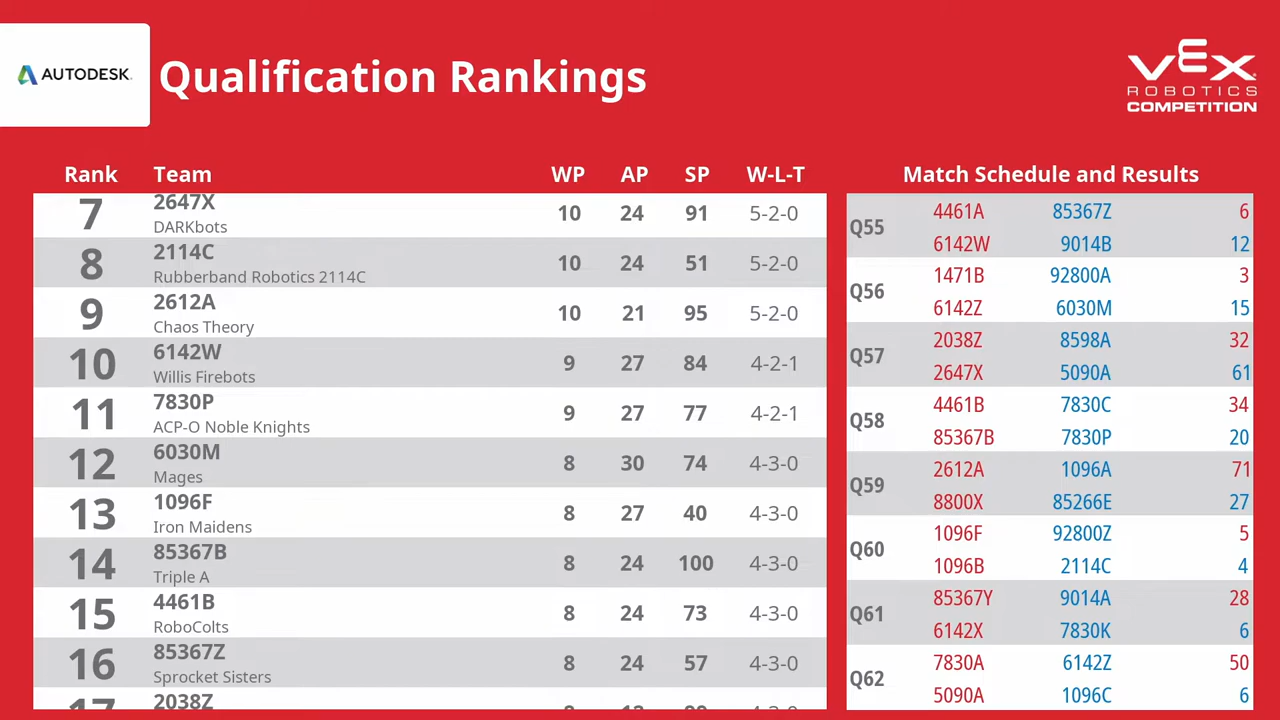 AUTODESK.
Qualification Rankings
VEX
ROBOTICS
COMPETITION
Rank Team WP AP SP W-L-T
7 2647X DARKbots 10 24 91 5-2-0
8 2114C Rubberband Robotics 2114C 10 24 51 5-2-0
9 2612A Chaos Theory 10 21 95 5-2-0
10 6142W Willis Firebots 9 27 84 4-2-1
11 7830P ACP-O Noble Knights 9 27 77 4-2-1
12 6030M Mages 8 30 74 4-3-0
13 1096F Iron Maidens 8 27 40 4-3-0
14 85367B Triple A 8 24 100 4-3-0
15 4461B RoboColts 8 24 73 4-3-0
16 85367Z Sprocket Sisters 8 24 57 4-3-0
17 2038Z
Match Schedule and Results
Q55
4461A 85367Z 6
6142W 9014B 12
Q56
1471B 92800A 3
6142Z 6030M 15
Q57
2038Z 8598A 32
2647X 5090A 61
Q58
4461B 7830C 34
85367B 7830P 20
Q59
2612A 1096A 71
8800X 85266E 27
Q60
1096F 92800Z 5
1096B 2114C 4
Q61
85367Y 9014A 28
6142X 7830K 6
Q62
7830A 6142Z 50
5090A 1096C 6